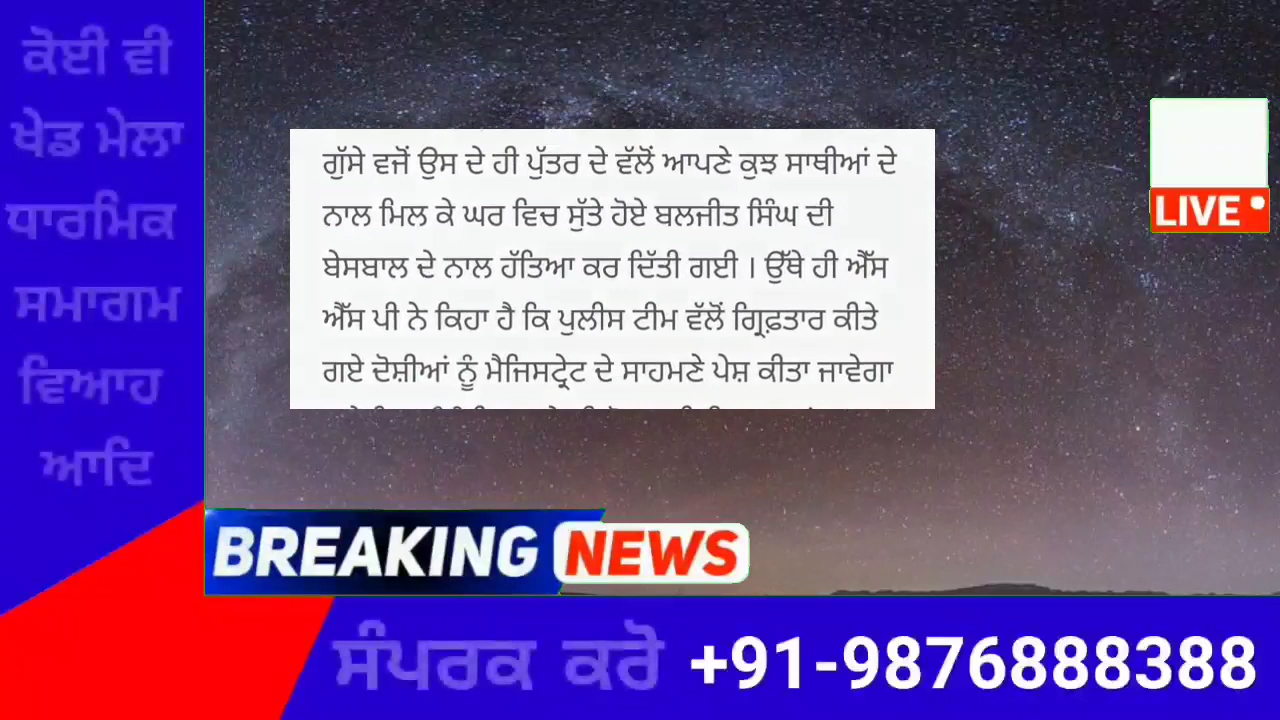 ਕੋਈ ਵੀ
ਖੇਡ ਮੇਲਾ
ਧਾਰਮਿਕ
ਸਮਾਗਮ
ਵਿਆਹ
ਆਦਿ
ਗੁੱਸੇ ਵਜੋਂ ਉਸ ਦੇ ਹੀ ਪੁੱਤਰ ਦੇ ਵੱਲੋਂ ਆਪਣੇ ਕੁਝ ਸਾਥੀਆਂ ਦੇ
ਨਾਲ ਮਿਲ ਕੇ ਘਰ ਵਿਚ ਸੁੱਤੇ ਹੋਏ ਬਲਜੀਤ ਸਿੰਘ ਦੀ
ਬੇਸਬਾਲ ਦੇ ਨਾਲ ਹੱਤਿਆ ਕਰ ਦਿੱਤੀ ਗਈ । ਉੱਥੇ ਹੀ ਐੱਸ
ਐੱਸ ਪੀ ਨੇ ਕਿਹਾ ਹੈ ਕਿ ਪੁਲੀਸ ਟੀਮ ਵੱਲੋਂ ਗ੍ਰਿਫ਼ਤਾਰ ਕੀਤੇ
ਗਏ ਦੋਸ਼ੀਆਂ ਨੂੰ ਮੈਜਿਸਟ੍ਰੇਟ ਦੇ ਸਾਹਮਣੇ ਪੇਸ਼ ਕੀਤਾ ਜਾਵੇਗਾ
LIVE
BREAKING NEWS
ਸੰਪਰਕ ਕਰੋ +91-9876888388